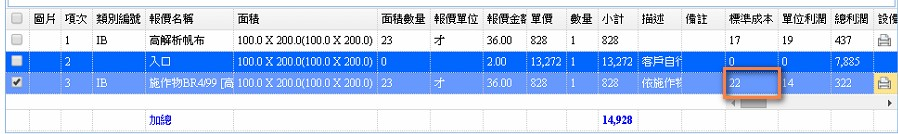 圖片 項次 類別編號 報價名稱 面積 面積數量 報價單位 報價金 單價 數量 小計 描述 備註 標準成本 單位利潤 總利潤 設備
1 IB 高解析帆布 100.0 X 200.0(100.0 X 200.0) 23 才 36.00 828 1 828 17 19 437
2 入口 100.0 X 200.0(100.0 X 200.0) 0 2.00 13,272 1 13,272 客戶自行 0 0 7,885
3 IB 施作物BR4/99 [高 100.0 X 200.0(100.0 X 200.0) 23 才 36.00 828 1 828 依施作物 22 14 322
加總 14,928